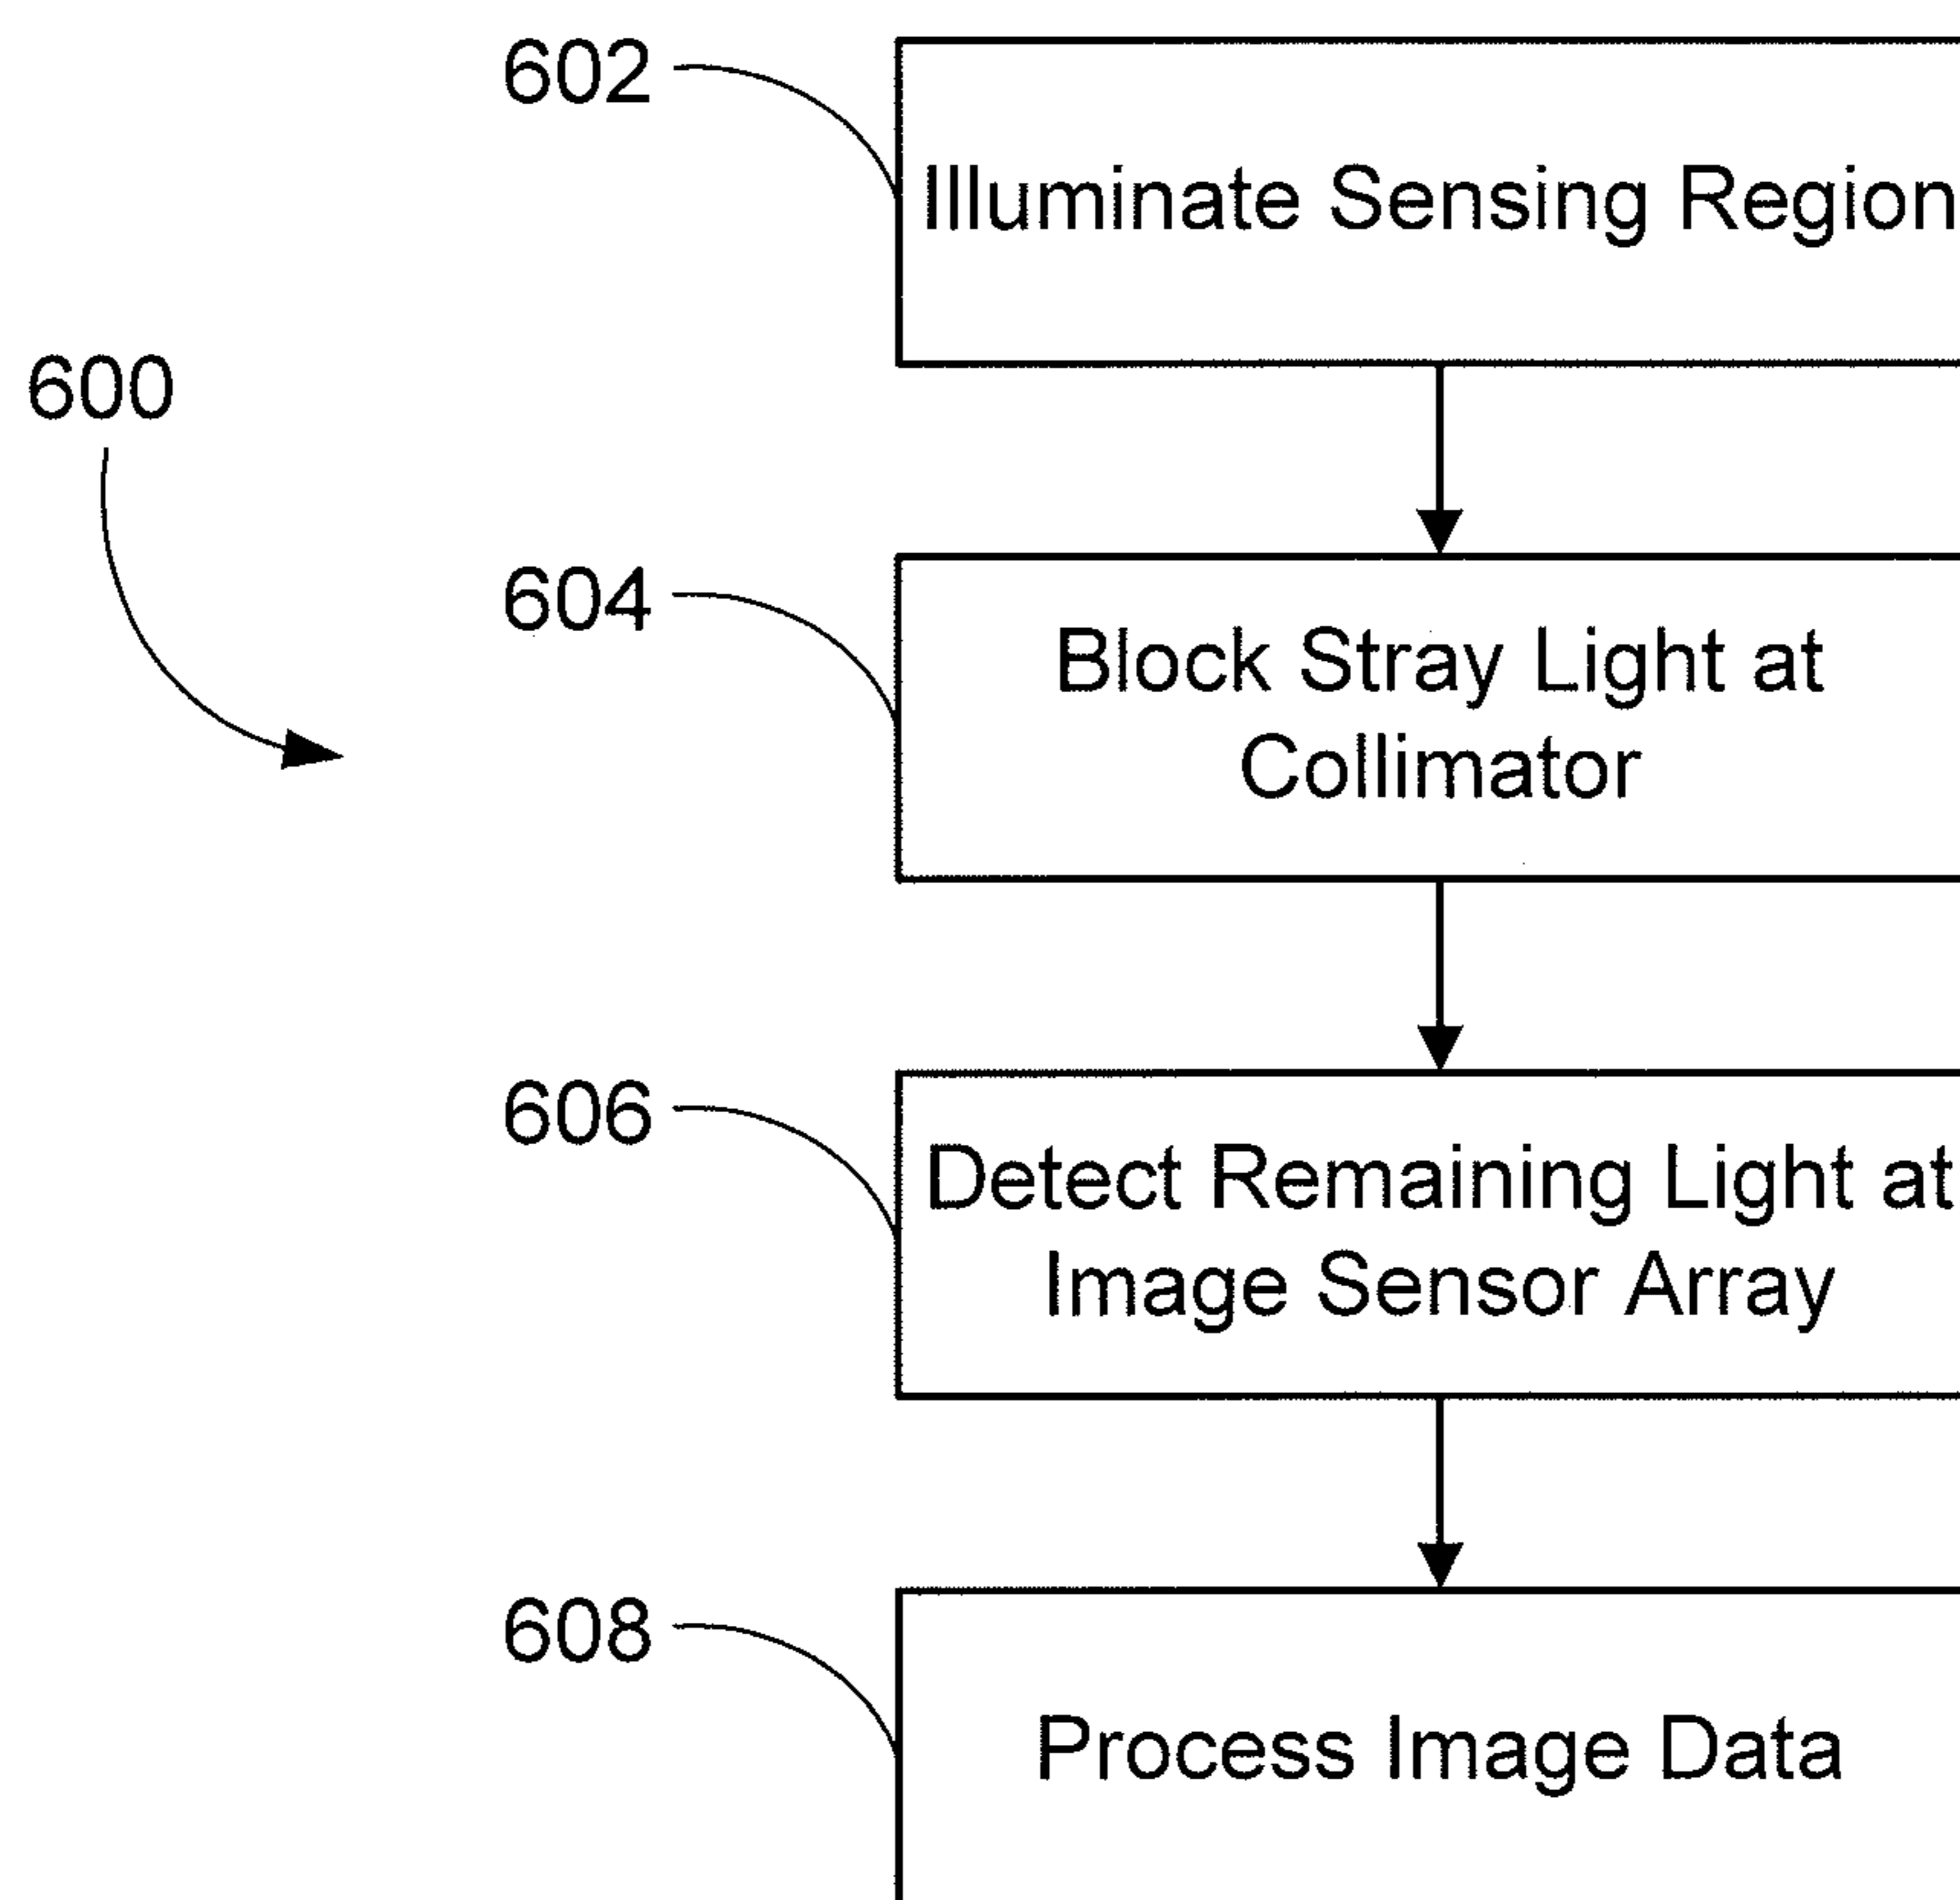 602
Illuminate Sensing Region
600
604
Block Stray Light at
Collimator
606
Detect Remaining Light at
Image Sensor Array
608
Process Image Data